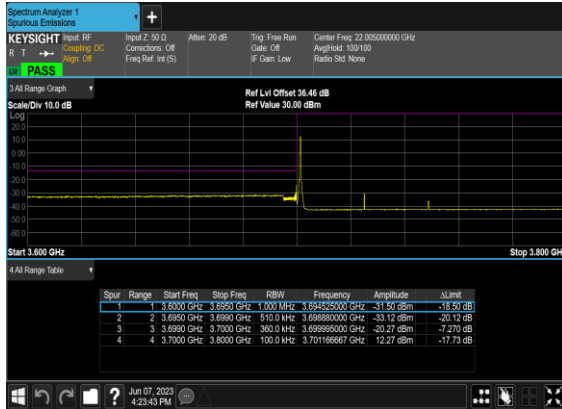 Spectrum Analyzer 1
Spurious Emissions
+
KEYSIGHT Input: RF
R T Coupling: DC
Align: Off
Input Z: 50 Ω
Corrections: Off
Freq Ref: Int (S)
Atten: 20 dB
Trig: Free Run
Gate: Off
IF Gain: Low
Center Freq: 22.005000000 GHz
Avg|Hold: 100/100
Radio Std: None
PASS
3 All Range Graph
Scale/Div 10.0 dB
Ref Lvl Offset 36.46 dB
Ref Value 30.00 dBm
Log
20.0
10.0
0.00
-10.0
-20.0
-30.0
-40.0
-50.0
-60.0
Start 3.600 GHz
Stop 3.800 GH
4 All Range Table
Spur Range Start Freq Stop Freq RBW Frequency Amplitude ΔLimit
1 1 3.6000 GHz 3.6950 GHz 1.000 MHz 3.694525000 GHz -31.50 dBm -18.50 dB
2 2 3.6950 GHz 3.6990 GHz 510.0 kHz 3.698880000 GHz -33.12 dBm -20.12 dB
3 3 3.6990 GHz 3.7000 GHz 360.0 kHz 3.699995000 GHz -20.27 dBm -7.270 dB
4 4 3.7000 GHz 3.8000 GHz 100.0 kHz 3.701166667 GHz 12.27 dBm -17.73 dB
?
Jun 07, 2023
4:23:43 PM